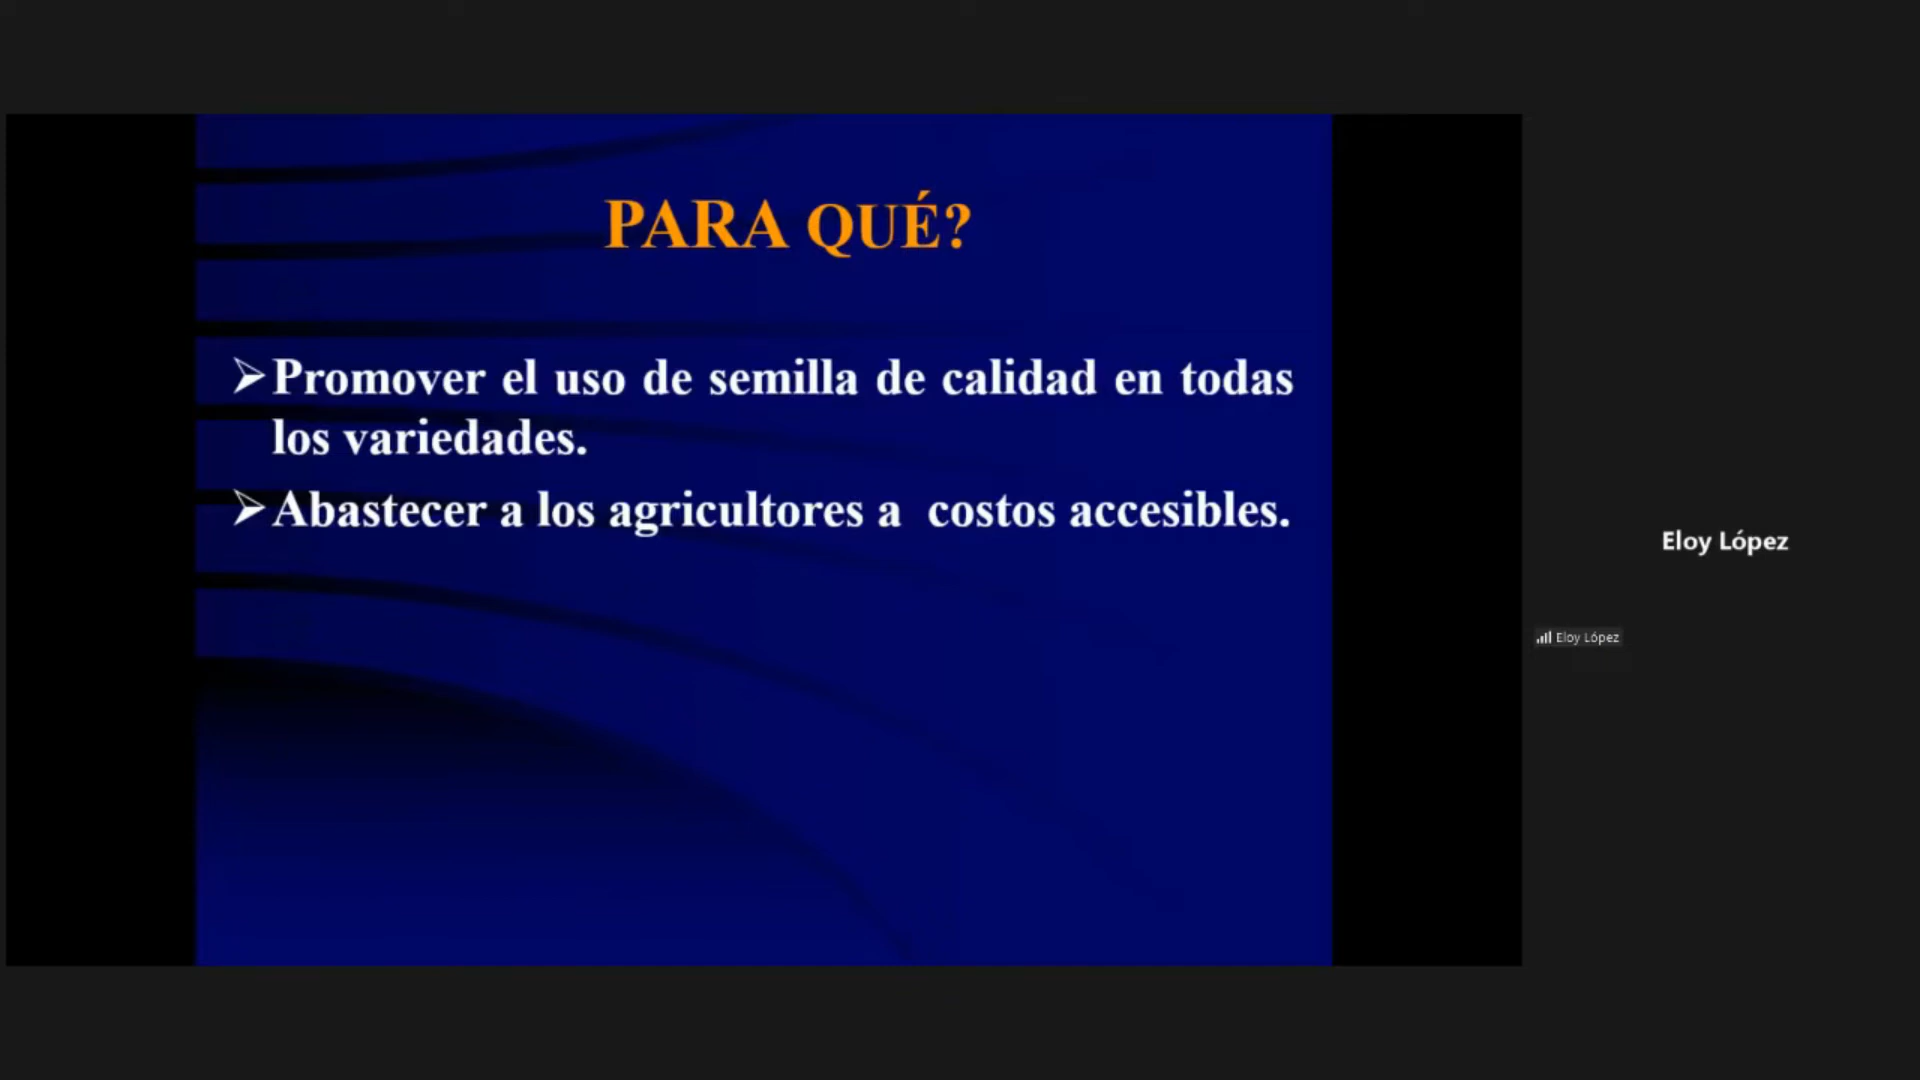 PARA QUÉ?
➢Promover el uso de semilla de calidad en todas
los variedades.
➢Abastecer a los agricultores a costos accesibles.
Eloy López
Eloy López